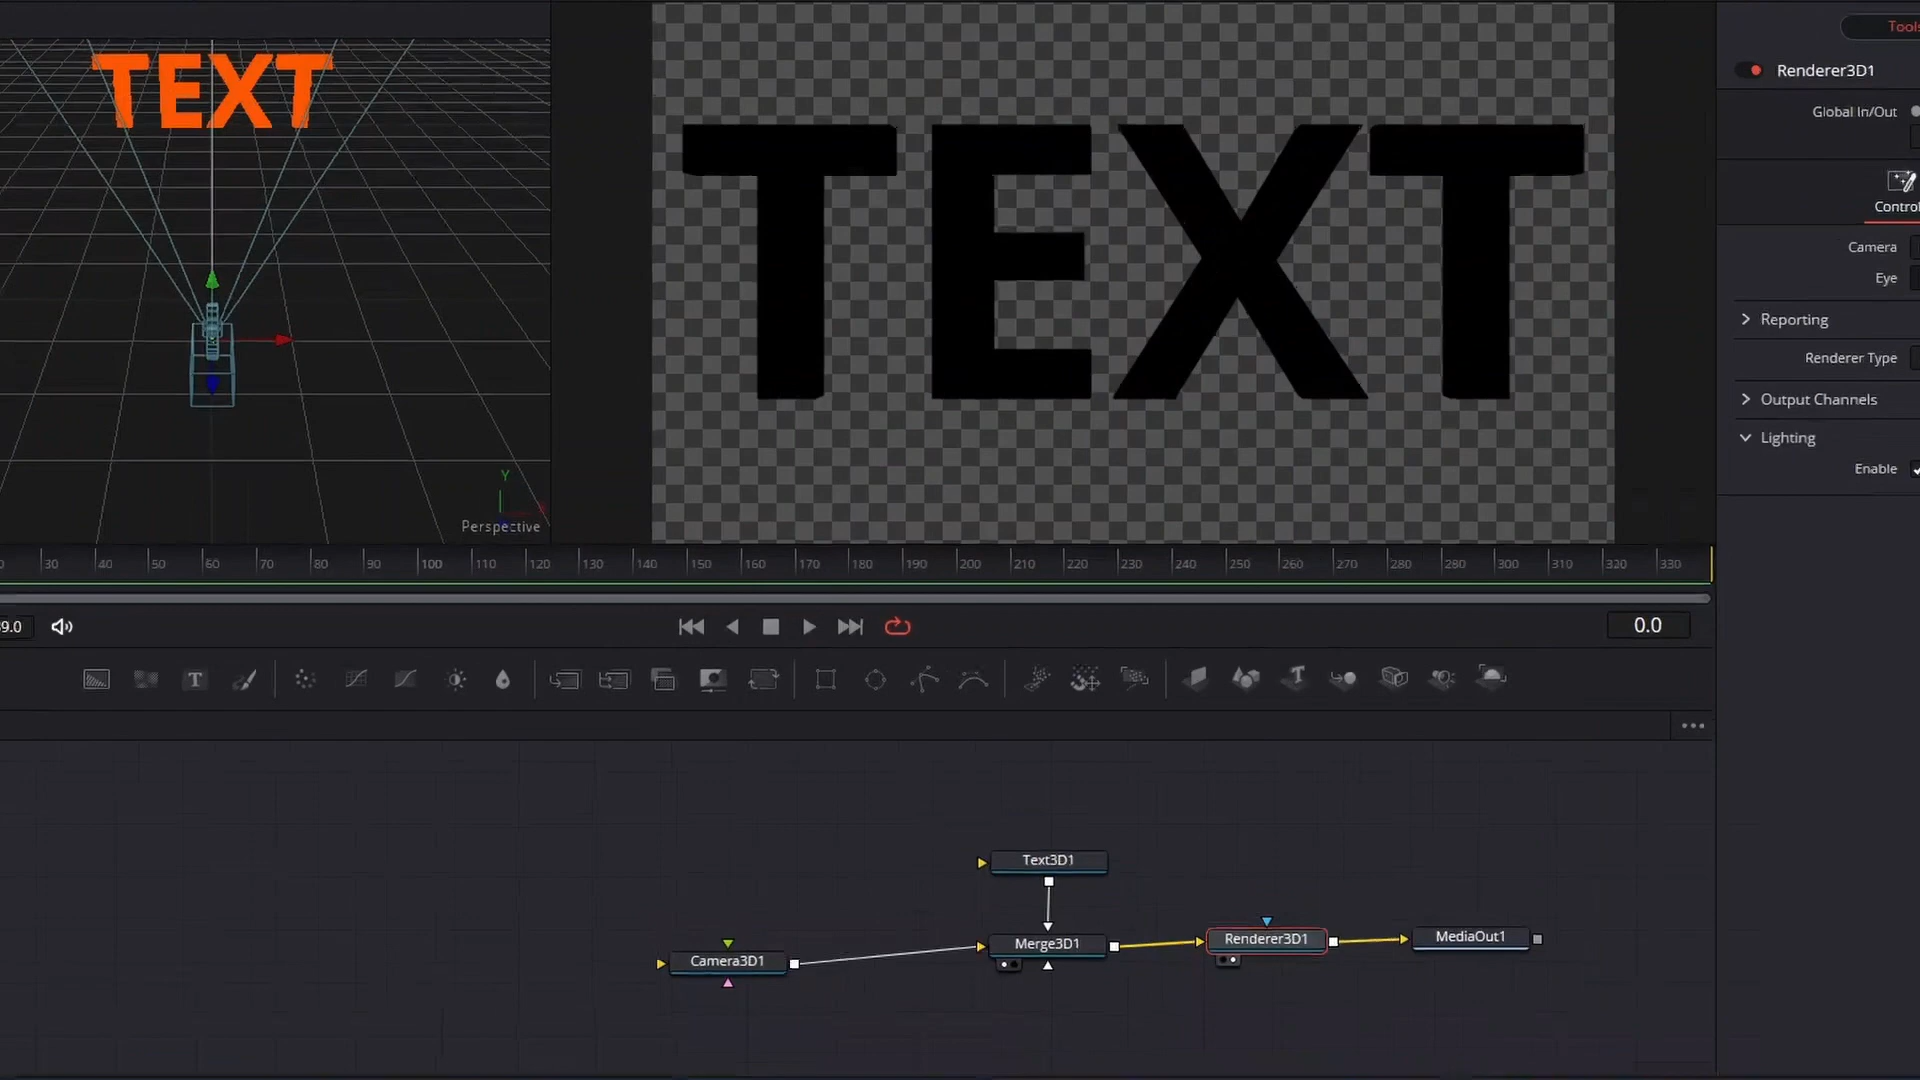 TEXT
Perspective
Y
TEXT
30 40 50 60 70 80 90 100 110 120 130 140 150 160 170 180 190 200 210 220 230 240 250 260 270 280 290 300 310 320 330
9.0
0.0
T
T
Text3D1
Camera3D1
Merge3D1
Renderer3D1
MediaOut1
Tools
Renderer3D1
Global In/Out
Control
Camera
Eye
Reporting
Renderer Type
Output Channels
Lighting
Enable